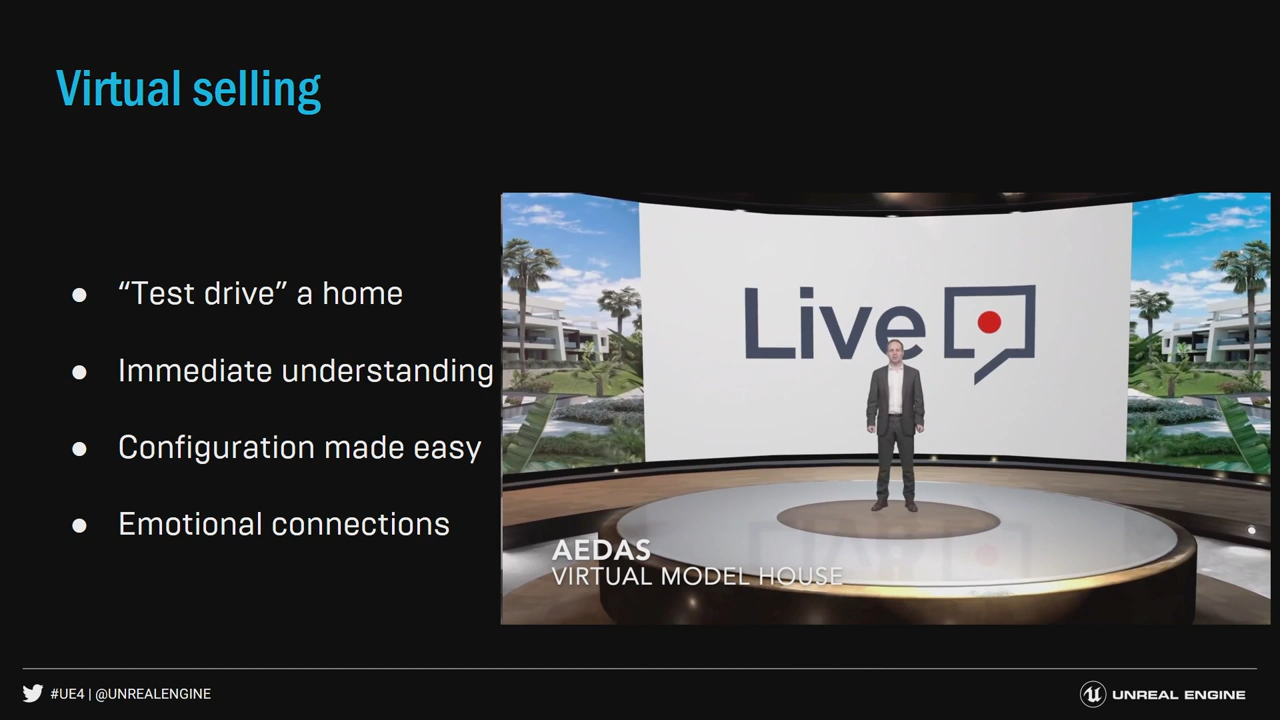 Virtual selling
“Test drive” a home
Immediate understanding
Configuration made easy
Emotional connections
Live
AEDAS
VIRTUAL MODEL HOUSE
#UE4 | @UNREALENGINE
UNREAL ENGINE